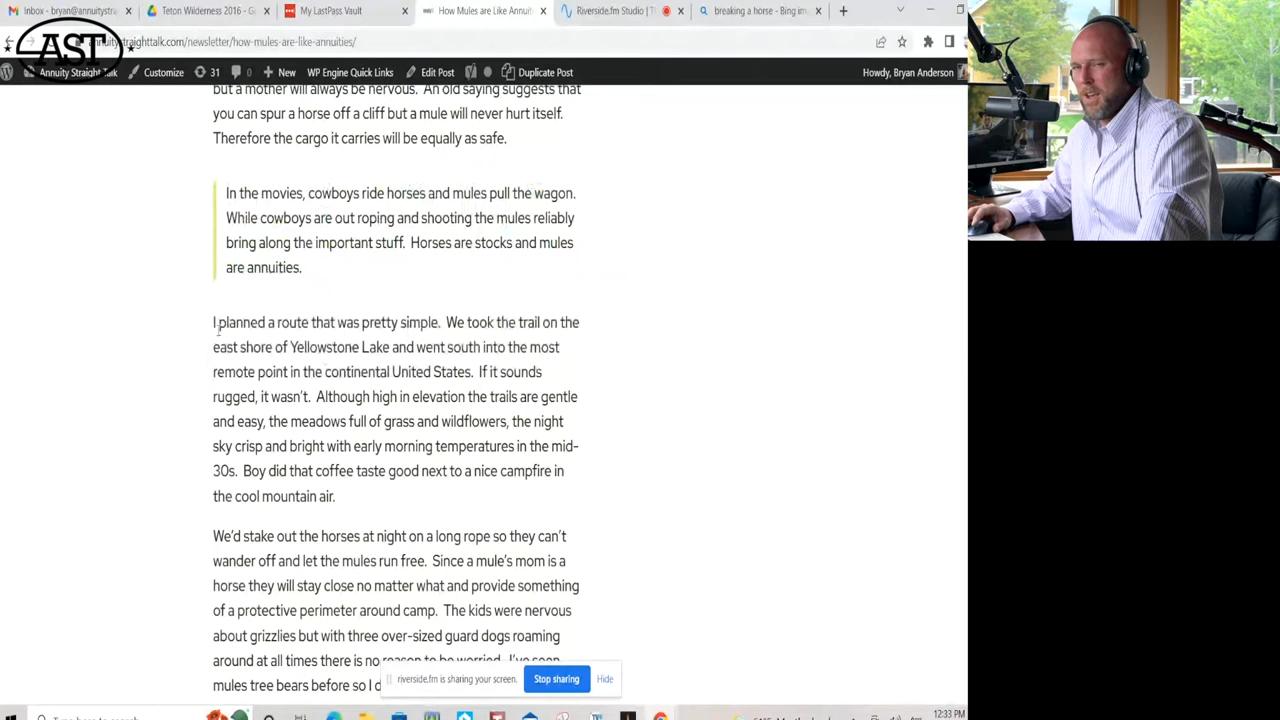 Inbox - bryan@annuitystra
Teton Wilderness 2016 - G
My LastPass Vault
How Mules are Like Annuit
Riverside.fm Studio | T
breaking a horse - Bing im
AST
annuitystraighttalk.com/newsletter/how-mules-are-like-annuities/
Annuity Straight Talk
Customize
31
0
New
WP Engine Quick Links
Edit Post
Duplicate Post
Howdy, Bryan Anderson
but a mother will always be nervous. An old saying suggests that
you can spur a horse off a cliff but a mule will never hurt itself.
Therefore the cargo it carries will be equally as safe.
In the movies, cowboys ride horses and mules pull the wagon.
While cowboys are out roping and shooting the mules reliably
bring along the important stuff. Horses are stocks and mules
are annuities.
I planned a route that was pretty simple. We took the trail on the
east shore of Yellowstone Lake and went south into the most
remote point in the continental United States. If it sounds
rugged, it wasn't. Although high in elevation the trails are gentle
and easy, the meadows full of grass and wildflowers, the night
sky crisp and bright with early morning temperatures in the mid-
30s. Boy did that coffee taste good next to a nice campfire in
the cool mountain air.
We'd stake out the horses at night on a long rope so they can't
wander off and let the mules run free. Since a mule's mom is a
horse they will stay close no matter what and provide something
of a protective perimeter around camp. The kids were nervous
about grizzlies but with three over-sized guard dogs roaming
around at all times there is no reason to be worried. I've seen
mules tree bears before so I d
riverside.fm is sharing your screen.
Stop sharing
Hide
Type here to search
12:33 PM